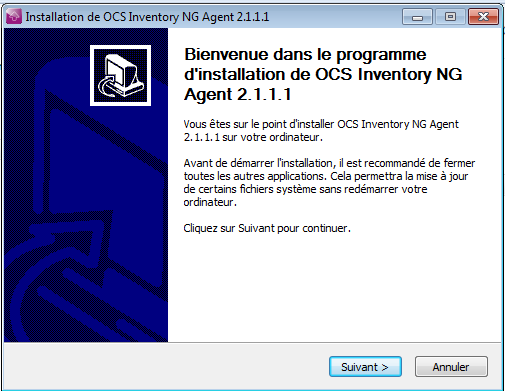 Installation de OCS Inventory NG Agent 2.1.1.1
Bienvenue dans le programme
d'installation de OCS Inventory NG
Agent 2.1.1.1
Vous êtes sur le point d'installer OCS Inventory NG Agent
2.1.1.1 sur votre ordinateur.
Avant de démarrer l'installation, il est recommandé de fermer
toutes les autres applications. Cela permettra la mise à jour
de certains fichiers système sans redémarrer votre
ordinateur.
Cliquez sur Suivant pour continuer.
Suivant >
Annuler